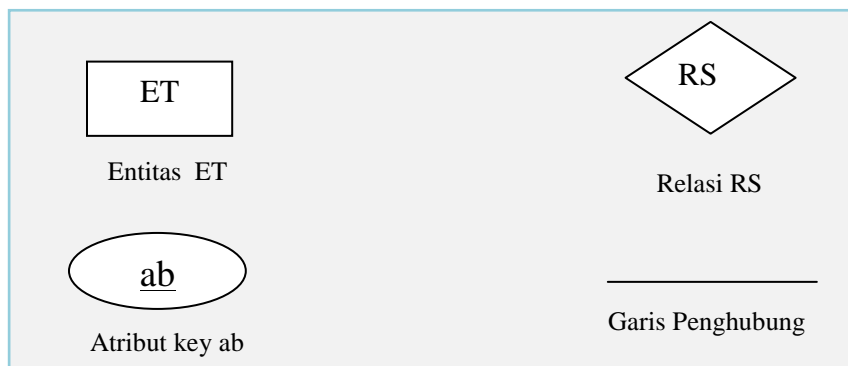 ET
RS
Entitas ET
Relasi RS
ab
Garis Penghubung
Atribut key ab